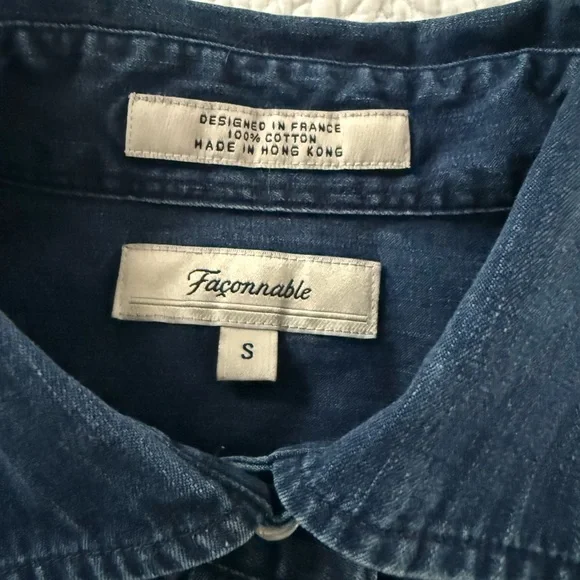 DESIGNED IN FRANCE
100% COTTON
MADE IN HONG KONG
Façonnable
S